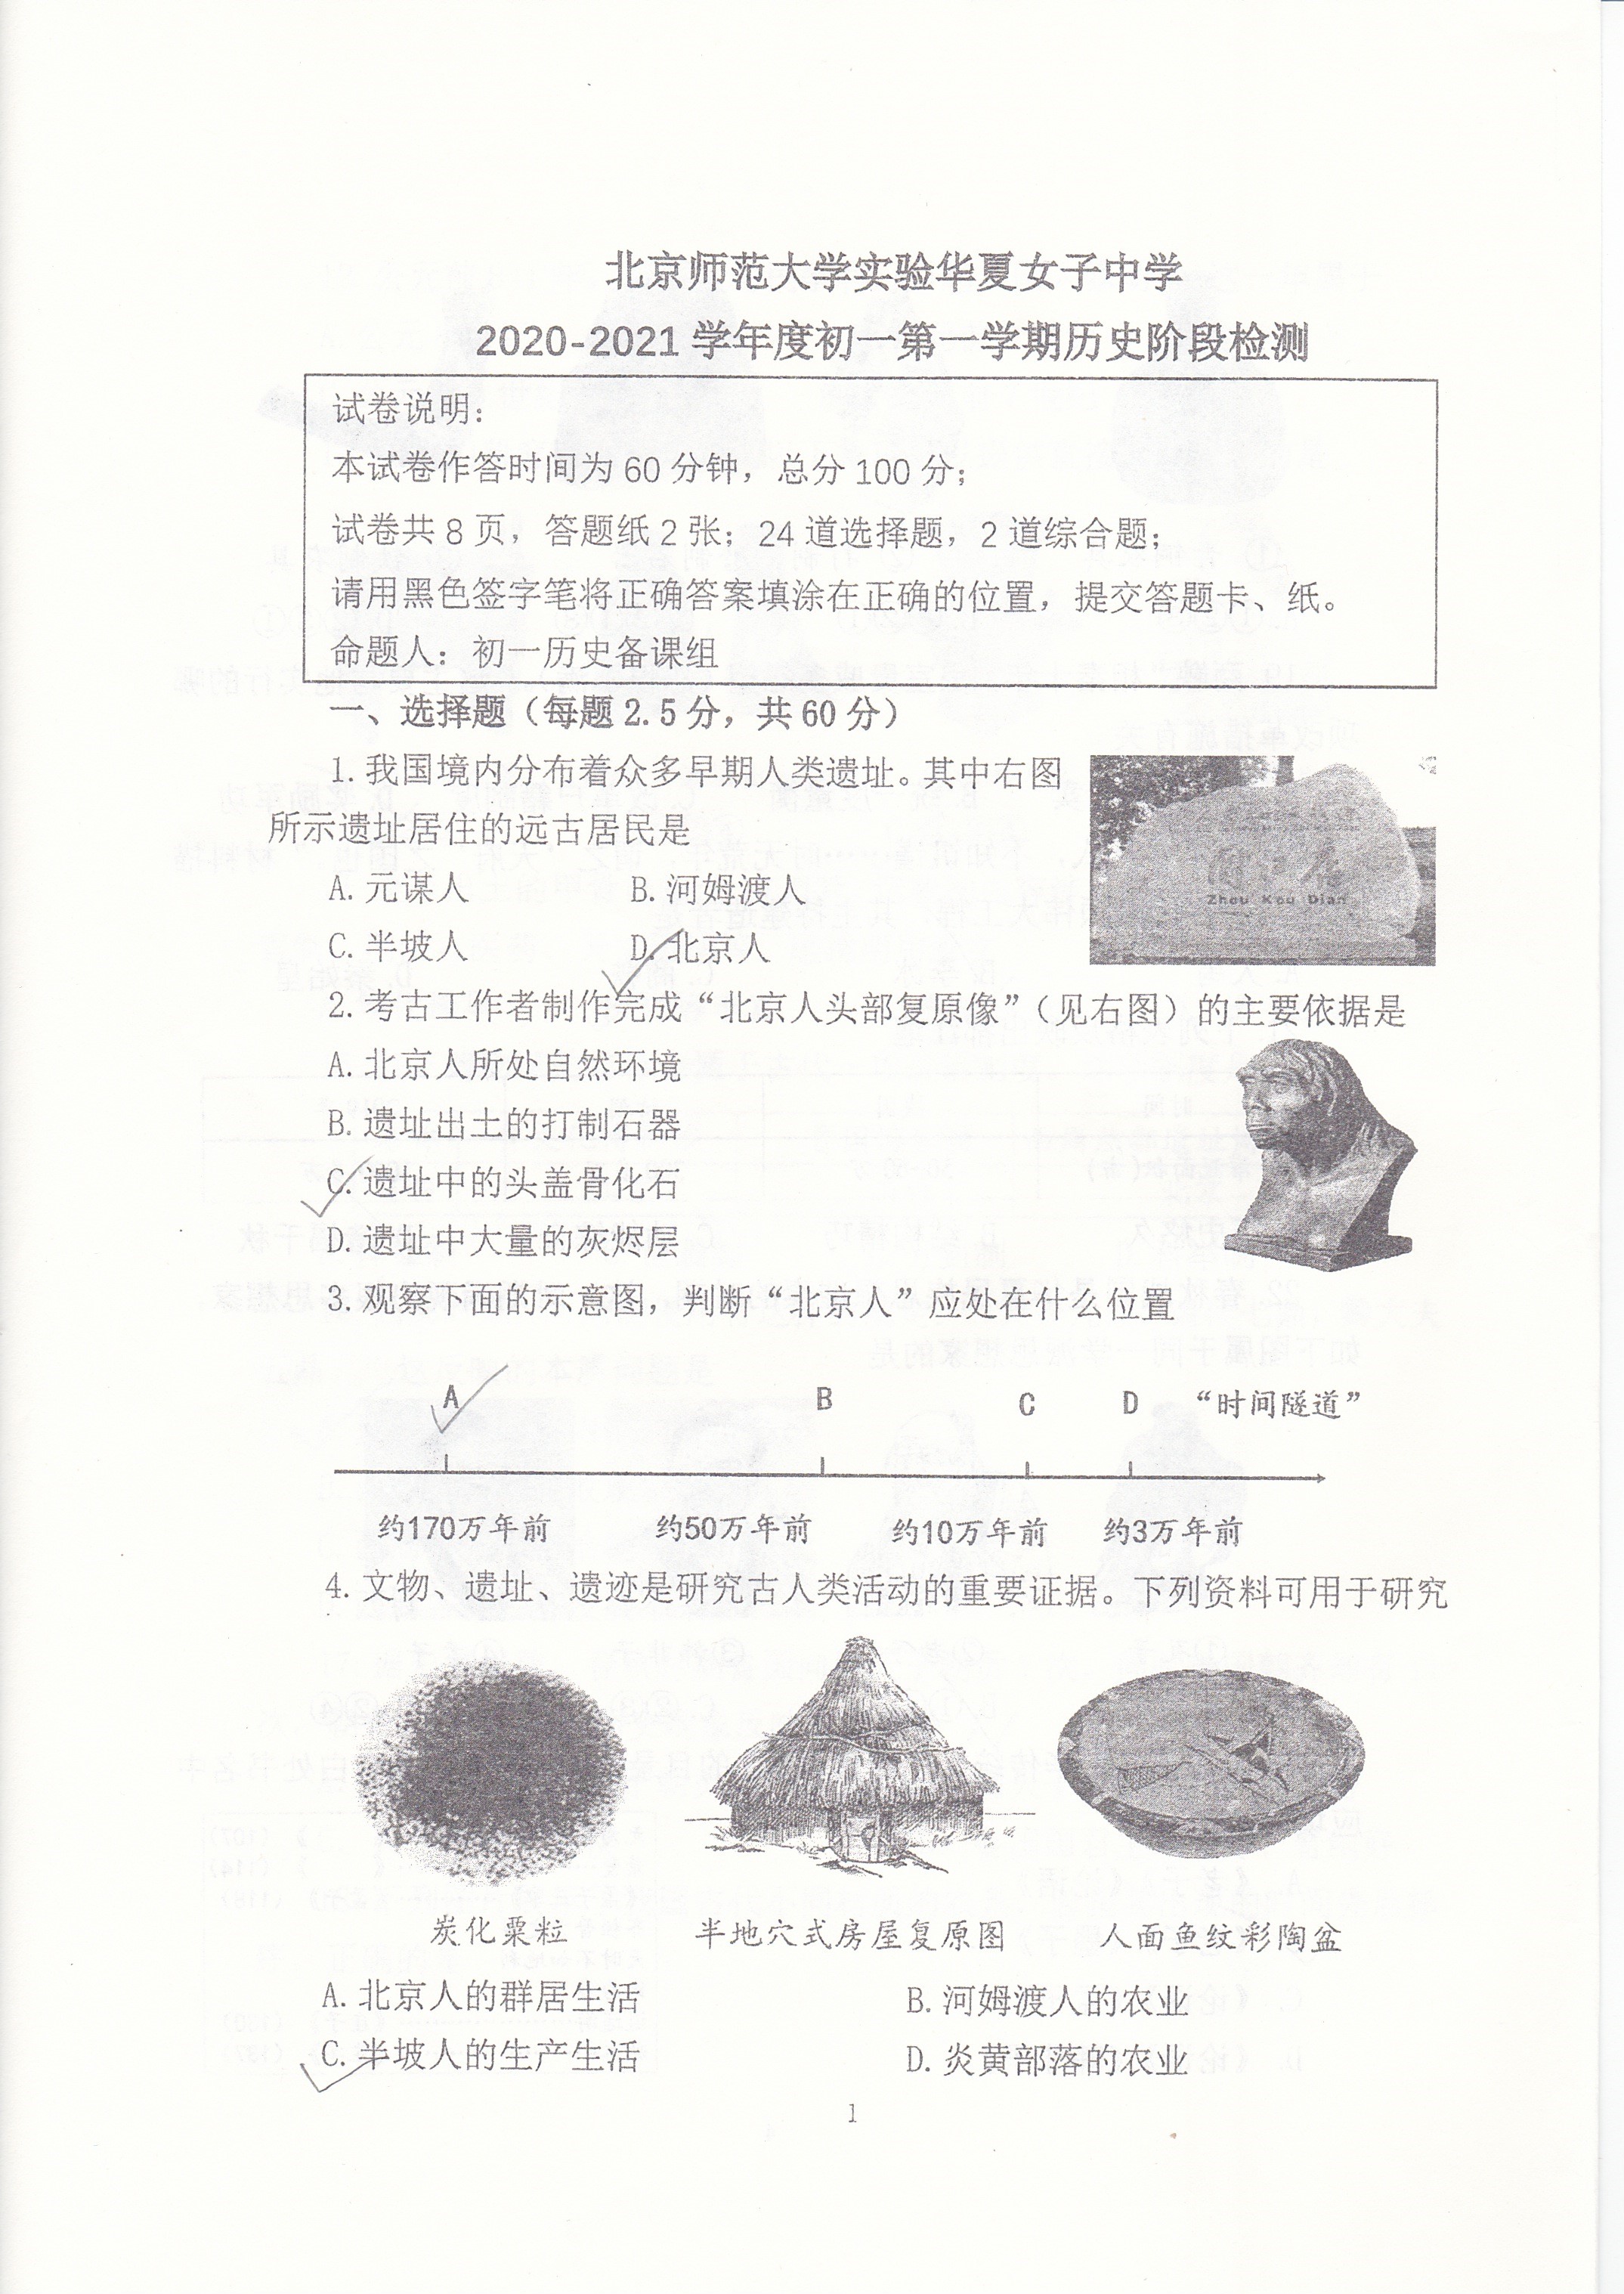 北京师范大学实验华夏女子中学
2020-2021 学年度初一第一学期历史阶段检测
试卷说明：
本试卷作答时间为 60 分钟，总分 100 分；
试卷共 8 页，答题纸 2 张；24 道选择题，2 道综合题；
请用黑色签字笔将正确答案填涂在正确的位置，提交答题卡、纸。
命题人：初一历史备课组
一、选择题（每题 2.5 分，共 60 分）
1. 我国境内分布着众多早期人类遗址。其中右图
所示遗址居住的远古居民是
周口店
Zhou Kou Dian
A. 元谋人 B. 河姆渡人
C. 半坡人 D. 北京人
2. 考古工作者制作完成“北京人头部复原像”（见右图）的主要依据是
A. 北京人所处自然环境
B. 遗址出土的打制石器
C. 遗址中的头盖骨化石
D. 遗址中大量的灰烬层
3. 观察下面的示意图，判断“北京人”应处在什么位置
A B C D “时间隧道”
约170万年前 约50万年前 约10万年前 约3万年前
4. 文物、遗址、遗迹是研究古人类活动的重要证据。下列资料可用于研究
炭化粟粒 半地穴式房屋复原图 人面鱼纹彩陶盆
A. 北京人的群居生活 B. 河姆渡人的农业
C. 半坡人的生产生活 D. 炎黄部落的农业
1